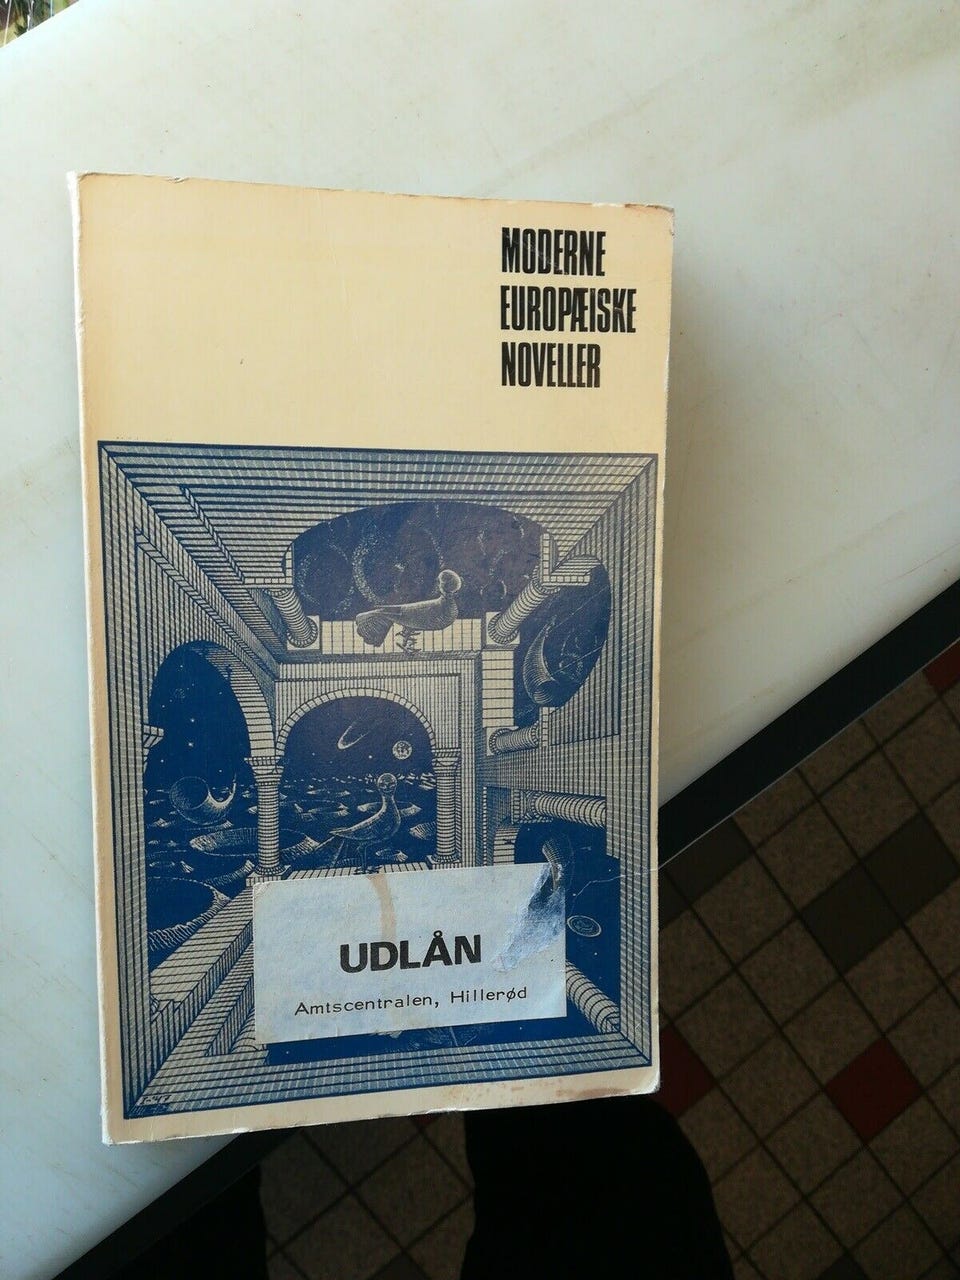 MODERNE
EUROPÆISKE
NOVELLER
UDLÅN
Amtscentralen, Hillerød